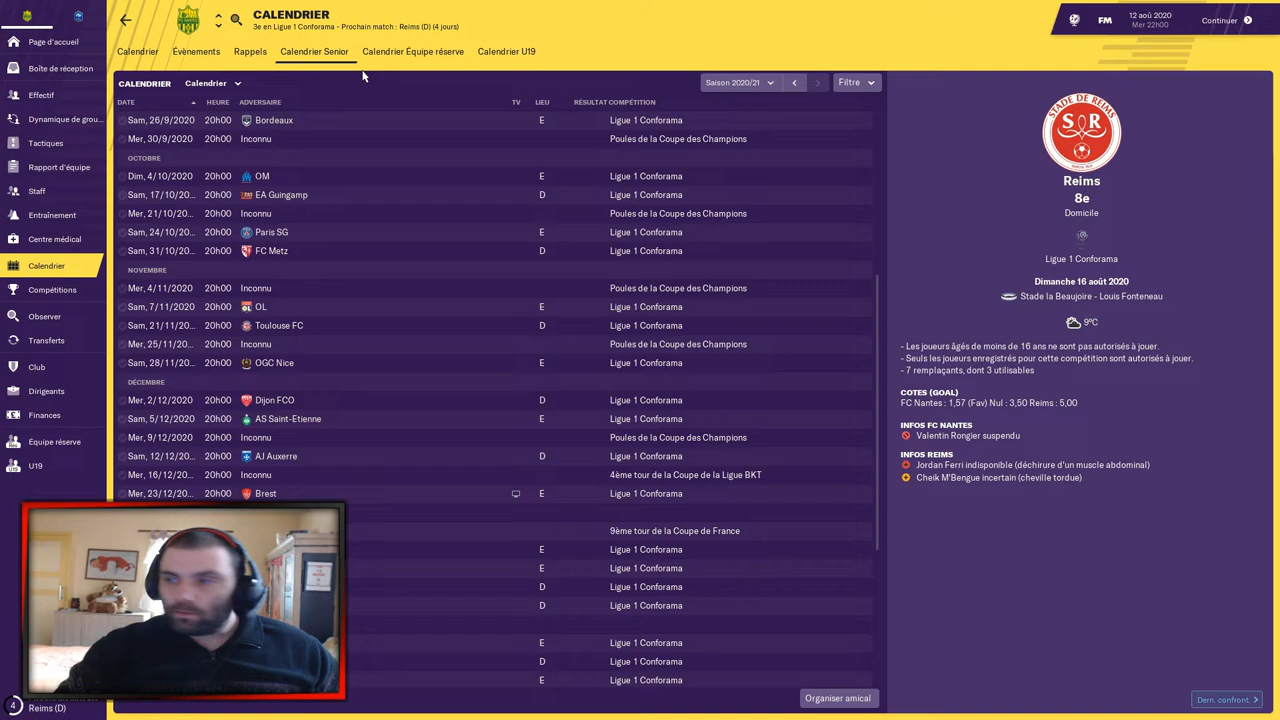 CALENDRIER
3e en Ligue 1 Conforama - Prochain match : Reims (D) (4 jours)
FM
12 aoû 2020
Mer 22h00
Continuer
Calendrier Évènements Rappels Calendrier Senior Calendrier Équipe réserve Calendrier U19
Page d'accueil
Boîte de réception
Effectif
Dynamique de grou...
Tactiques
Rapport d'équipe
Staff
Entraînement
Centre médical
Calendrier
Compétitions
Observer
Transferts
Club
Dirigeants
Finances
Equipe réserve
U19
4
Reims (D)
CALENDRIER Calendrier Saison 2020/21 Filtre
DATE HEURE ADVERSAIRE TV LIEU RÉSULTAT COMPÉTITION
Sam, 26/9/2020 20h00 Bordeaux E Ligue 1 Conforama
Mer, 30/9/2020 20h00 Inconnu Poules de la Coupe des Champions
OCTOBRE
Dim, 4/10/2020 20h00 OM E Ligue 1 Conforama
Sam, 17/10/20... 20h00 EA Guingamp D Ligue 1 Conforama
Mer, 21/10/20... 20h00 Inconnu Poules de la Coupe des Champions
Sam, 24/10/20... 20h00 Paris SG E Ligue 1 Conforama
Sam, 31/10/20... 20h00 FC Metz D Ligue 1 Conforama
NOVEMBRE
Mer, 4/11/2020 20h00 Inconnu Poules de la Coupe des Champions
Sam, 7/11/2020 20h00 OL E Ligue 1 Conforama
Sam, 21/11/20... 20h00 Toulouse FC D Ligue 1 Conforama
Mer, 25/11/20... 20h00 Inconnu Poules de la Coupe des Champions
Sam, 28/11/20... 20h00 OGC Nice E Ligue 1 Conforama
DÉCEMBRE
Mer, 2/12/2020 20h00 Dijon FCO D Ligue 1 Conforama
Sam, 5/12/2020 20h00 AS Saint-Etienne E Ligue 1 Conforama
Mer, 9/12/2020 20h00 Inconnu Poules de la Coupe des Champions
Sam, 12/12/20... 20h00 AJ Auxerre D Ligue 1 Conforama
Mer, 16/12/20... 20h00 Inconnu 4ème tour de la Coupe de la Ligue BKT
Mer, 23/12/20... 20h00 Brest E Ligue 1 Conforama
9ème tour de la Coupe de France
E Ligue 1 Conforama
E Ligue 1 Conforama
D Ligue 1 Conforama
D Ligue 1 Conforama
E Ligue 1 Conforama
D Ligue 1 Conforama
E Ligue 1 Conforama
Organiser amical
STADE DE REIMS
SR
Reims
8e
Domicile
Ligue 1 Conforama
Dimanche 16 août 2020
Stade la Beaujoire - Louis Fonteneau
9°C
- Les joueurs âgés de moins de 16 ans ne sont pas autorisés à jouer.
- Seuls les joueurs enregistrés pour cette compétition sont autorisés à jouer.
- 7 remplaçants, dont 3 utilisables
COTES (GOAL)
FC Nantes : 1,57 (Fav) Nul : 3,50 Reims : 5,00
INFOS FC NANTES
Valentin Rongier suspendu
INFOS REIMS
Jordan Ferri indisponible (déchirure d'un muscle abdominal)
Cheik M'Bengue incertain (cheville tordue)
Dern. confront.